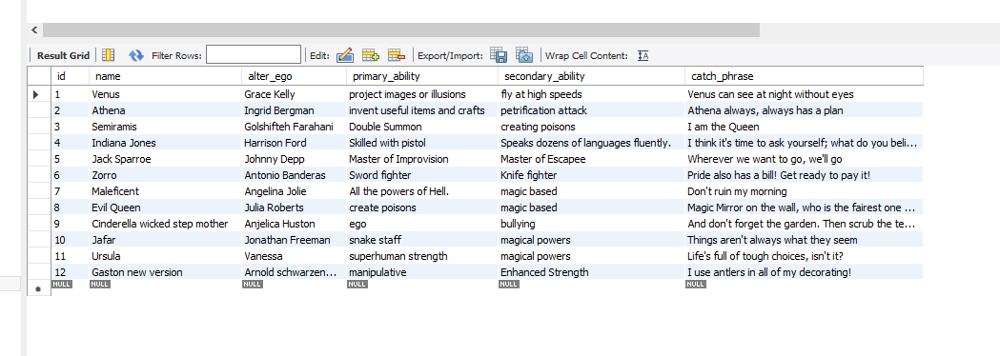 Result Grid Filter Rows: Edit: Export/Import: Wrap Cell Content:
id name alter_ego primary_ability secondary_ability catch_phrase
1 Venus Grace Kelly project images or illusions fly at high speeds Venus can see at night without eyes
2 Athena Ingrid Bergman invent useful items and crafts petrification attack Athena always, always has a plan
3 Semiramis Golshifteh Farahani Double Summon creating poisons I am the Queen
4 Indiana Jones Harrison Ford Skilled with pistol Speaks dozens of languages fluently. I think it's time to ask yourself; what do you beli...
5 Jack Sparroe Johnny Depp Master of Improvision Master of Escapee Wherever we want to go, we'll go
6 Zorro Antonio Banderas Sword fighter Knife fighter Pride also has a bill! Get ready to pay it!
7 Maleficent Angelina Jolie All the powers of Hell. magic based Don't ruin my morning
8 Evil Queen Julia Roberts create poisons magic based Magic Mirror on the wall, who is the fairest one ...
9 Cinderella wicked step mother Anjelica Huston ego bullying And don't forget the garden. Then scrub the te...
10 Jafar Jonathan Freeman snake staff magical powers Things aren't always what they seem
11 Ursula Vanessa superhuman strength magical powers Life's full of tough choices, isn't it?
12 Gaston new version Arnold schwarzen... manipulative Enhanced Strength I use antlers in all of my decorating!
NULL NULL NULL NULL NULL NULL